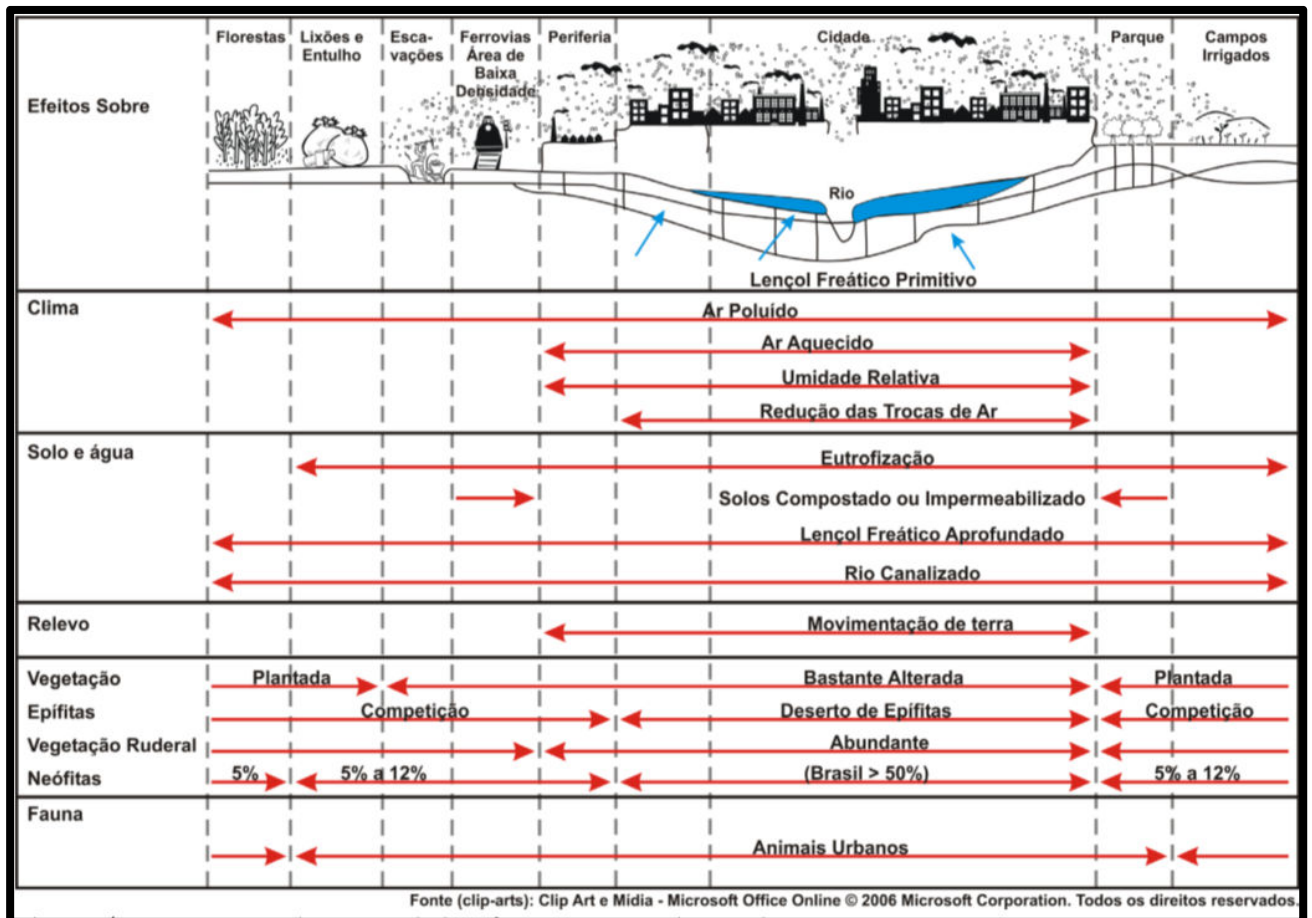 Florestas
Lixões e
Entulho
Esca-
vações
Ferrovias
Área de
Baixa
Densidade
Periferia
Cidade
Parque
Campos
Irrigados
Efeitos Sobre
Rio
Lençol Freático Primitivo
Clima
Ar Poluído
Ar Aquecido
Umidade Relativa
Redução das Trocas de Ar
Solo e água
Eutrofização
Solos Compostado ou Impermeabilizado
Lençol Freático Aprofundado
Rio Canalizado
Relevo
Movimentação de terra
Vegetação Plantada Bastante Alterada Plantada
Epífitas Competição Deserto de Epífitas Competição
Vegetação Ruderal Abundante
Neófitas 5% 5% a 12% (Brasil > 50%) 5% a 12%
Fauna
Animais Urbanos
Fonte (clip-arts): Clip Art e Mídia - Microsoft Office Online © 2006 Microsoft Corporation. Todos os direitos reservados.